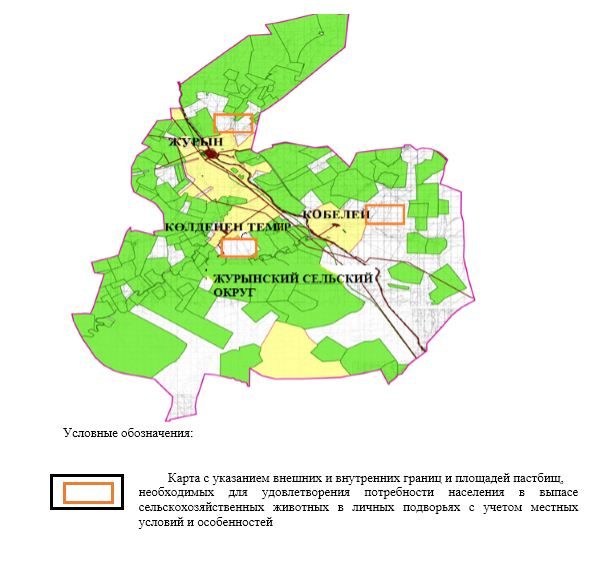 ЖУРЫН
КӨБЕЛЕЙ
КӨЛДЕНЕН ТЕМІР
ЖУРЫНСКИЙ СЕЛЬСКИЙ
ОКРУГ
Условные обозначения:
Карта с указанием внешних и внутренних границ и площадей пастбищ,
необходимых для удовлетворения потребности населения в выпасе
сельскохозяйственных животных в личных подворьях с учетом местных
условий и особенностей